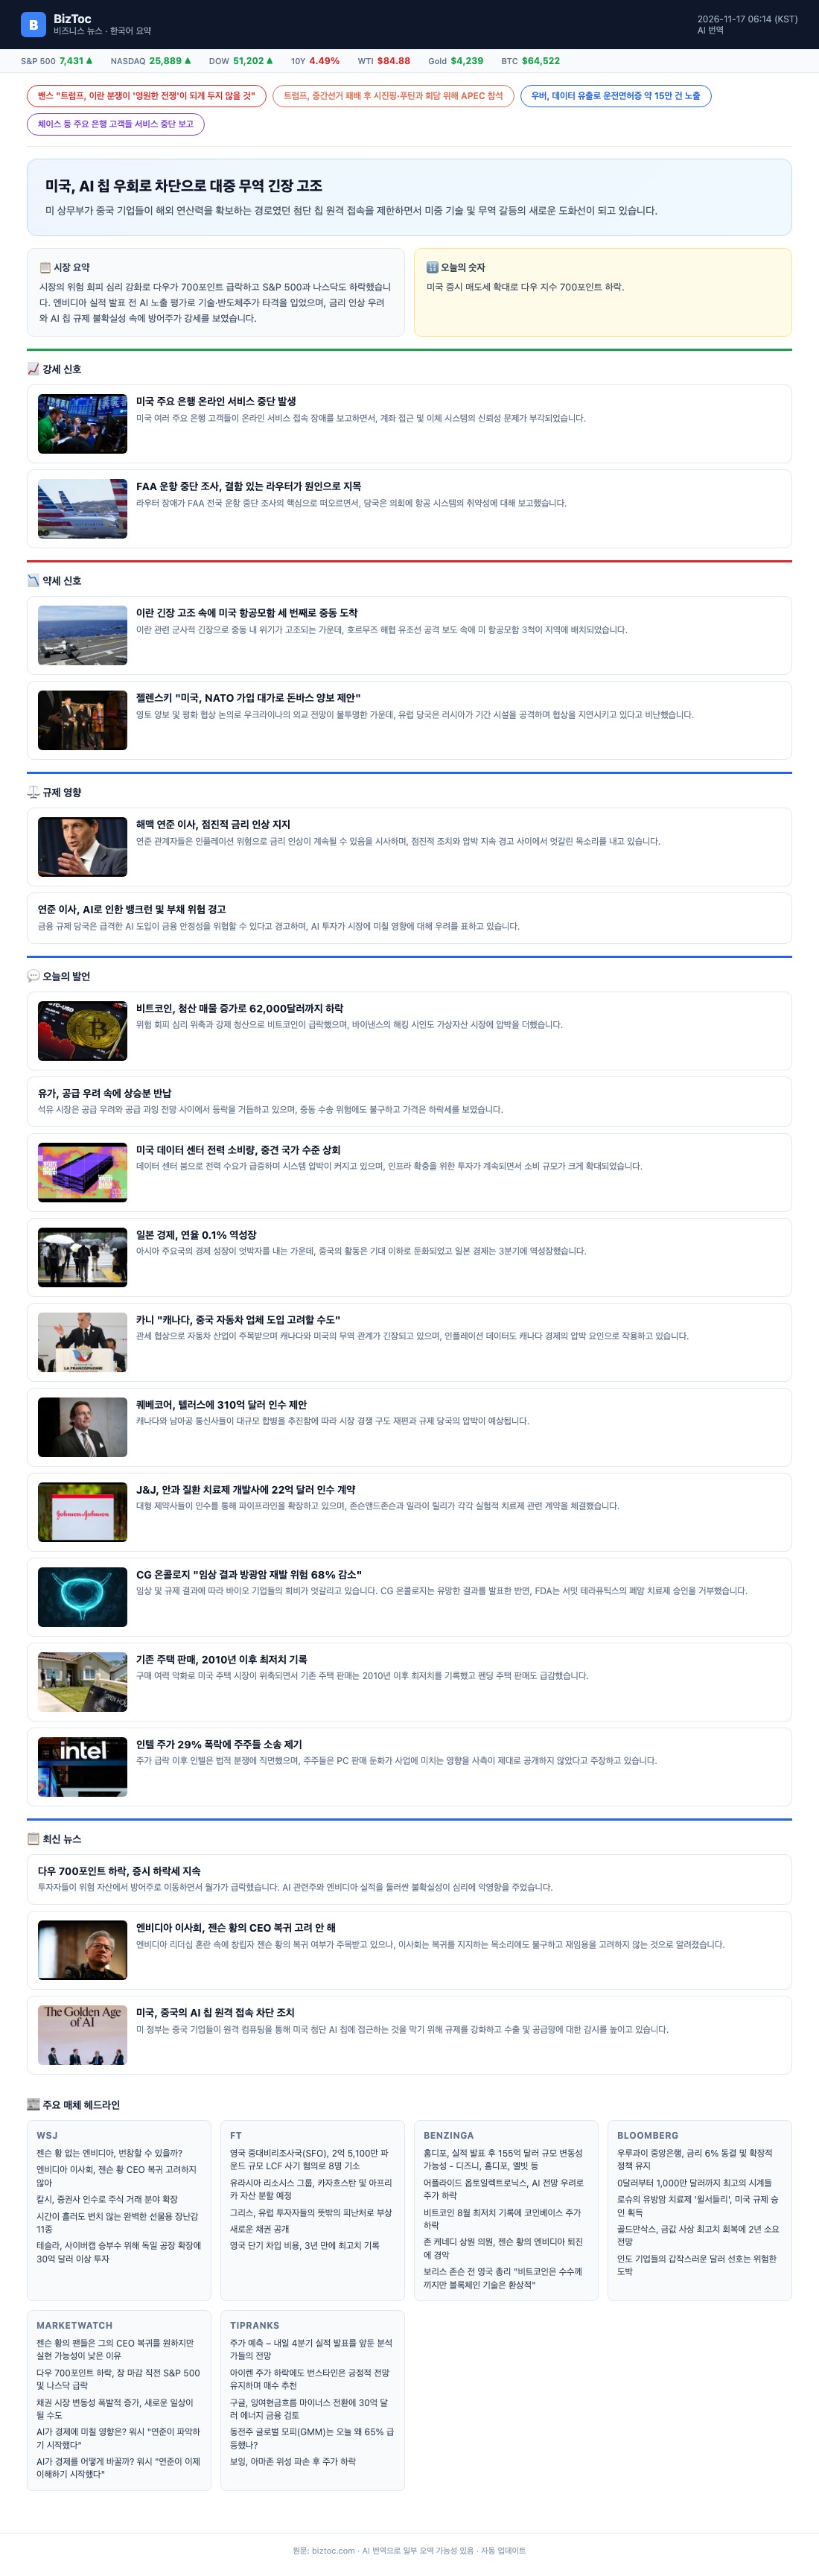 B
BizToc
비즈니스 뉴스 · 한국어 요약
2026-11-17 06:14 (KST)
AI 번역
S&P 500 7,431▲ NASDAQ 25,889▲ DOW 51,202▲ 10Y 4.49% WTI $84.88 Gold $4,239 BTC $64,522
밴스 "트럼프, 이란 분쟁이 '영원한 전쟁'이 되게 두지 않을 것"
트럼프, 중간선거 패배 후 시진핑·푸틴과 회담 위해 APEC 참석
우버, 데이터 유출로 운전면허증 약 15만 건 노출
체이스 등 주요 은행 고객들 서비스 중단 보고
미국, AI 칩 우회로 차단으로 대중 무역 긴장 고조
미 상무부가 중국 기업들이 해외 연산력을 확보하는 경로였던 첨단 칩 원격 접속을 제한하면서 미중 기술 및 무역 갈등의 새로운 도화선이 되고 있습니다.
시장 요약
시장의 위험 회피 심리 강화로 다우가 700포인트 급락하고 S&P 500과 나스닥도 하락했습니
다. 엔비디아 실적 발표 전 AI 노출 평가로 기술·반도체주가 타격을 입었으며, 금리 인상 우려
와 AI 칩 규제 불확실성 속에 방어주가 강세를 보였습니다.
오늘의 숫자
미국 증시 매도세 확대로 다우 지수 700포인트 하락.
강세 신호
미국 주요 은행 온라인 서비스 중단 발생
미국 여러 주요 은행 고객들이 온라인 서비스 접속 장애를 보고하면서, 계좌 접근 및 이체 시스템의 신뢰성 문제가 부각되었습니다.
FAA 운항 중단 조사, 결함 있는 라우터가 원인으로 지목
라우터 장애가 FAA 전국 운항 중단 조사의 핵심으로 떠오르면서, 당국은 의회에 항공 시스템의 취약성에 대해 보고했습니다.
약세 신호
이란 긴장 고조 속에 미국 항공모함 세 번째로 중동 도착
이란 관련 군사적 긴장으로 중동 내 위기가 고조되는 가운데, 호르무즈 해협 유조선 공격 보도 속에 미 항공모함 3척이 지역에 배치되었습니다.
젤렌스키 "미국, NATO 가입 대가로 돈바스 양보 제안"
영토 양보 및 평화 협상 논의로 우크라이나의 외교 전망이 불투명한 가운데, 유럽 당국은 러시아가 기간 시설을 공격하며 협상을 지연시키고 있다고 비난했습니다.
규제 영향
해맥 연준 이사, 점진적 금리 인상 지지
연준 관계자들은 인플레이션 위험으로 금리 인상이 계속될 수 있음을 시사하며, 점진적 조치와 압박 지속 경고 사이에서 엇갈린 목소리를 내고 있습니다.
연준 이사, AI로 인한 뱅크런 및 부채 위험 경고
금융 규제 당국은 급격한 AI 도입이 금융 안정성을 위협할 수 있다고 경고하며, AI 투자가 시장에 미칠 영향에 대해 우려를 표하고 있습니다.
오늘의 발언
비트코인, 청산 매물 증가로 62,000달러까지 하락
위험 회피 심리 위축과 강제 청산으로 비트코인이 급락했으며, 바이낸스의 해킹 시인도 가상자산 시장에 압박을 더했습니다.
유가, 공급 우려 속에 상승분 반납
석유 시장은 공급 우려와 공급 과잉 전망 사이에서 등락을 거듭하고 있으며, 중동 수송 위험에도 불구하고 가격은 하락세를 보였습니다.
미국 데이터 센터 전력 소비량, 중견 국가 수준 상회
데이터 센터 붐으로 전력 수요가 급증하며 시스템 압박이 커지고 있으며, 인프라 확충을 위한 투자가 계속되면서 소비 규모가 크게 확대되었습니다.
일본 경제, 연율 0.1% 역성장
아시아 주요국의 경제 성장이 엇박자를 내는 가운데, 중국의 활동은 기대 이하로 둔화되었고 일본 경제는 3분기에 역성장했습니다.
카니 "캐나다, 중국 자동차 업체 도입 고려할 수도"
관세 협상으로 자동차 산업이 주목받으며 캐나다와 미국의 무역 관계가 긴장되고 있으며, 인플레이션 데이터도 캐나다 경제의 압박 요인으로 작용하고 있습니다.
LA FRANCOPHONIE
퀘베코어, 텔러스에 310억 달러 인수 제안
캐나다와 남아공 통신사들이 대규모 합병을 추진함에 따라 시장 경쟁 구도 재편과 규제 당국의 압박이 예상됩니다.
J&J, 안과 질환 치료제 개발사에 22억 달러 인수 계약
대형 제약사들이 인수를 통해 파이프라인을 확장하고 있으며, 존슨앤드존슨과 일라이 릴리가 각각 실험적 치료제 관련 계약을 체결했습니다.
Johnson&Johnson
CG 온콜로지 "임상 결과 방광암 재발 위험 68% 감소"
임상 및 규제 결과에 따라 바이오 기업들의 희비가 엇갈리고 있습니다. CG 온콜로지는 유망한 결과를 발표한 반면, FDA는 서밋 테라퓨틱스의 폐암 치료제 승인을 거부했습니다.
기존 주택 판매, 2010년 이후 최저치 기록
구매 여력 악화로 미국 주택 시장이 위축되면서 기존 주택 판매는 2010년 이후 최저치를 기록했고 펜딩 주택 판매도 급감했습니다.
OPEN HOUSE
인텔 주가 29% 폭락에 주주들 소송 제기
주가 급락 이후 인텔은 법적 분쟁에 직면했으며, 주주들은 PC 판매 둔화가 사업에 미치는 영향을 사측이 제대로 공개하지 않았다고 주장하고 있습니다.
intel
최신 뉴스
다우 700포인트 하락, 증시 하락세 지속
투자자들이 위험 자산에서 방어주로 이동하면서 월가가 급락했습니다. AI 관련주와 엔비디아 실적을 둘러싼 불확실성이 심리에 악영향을 주었습니다.
엔비디아 이사회, 젠슨 황의 CEO 복귀 고려 안 해
엔비디아 리더십 혼란 속에 창립자 젠슨 황의 복귀 여부가 주목받고 있으나, 이사회는 복귀를 지지하는 목소리에도 불구하고 재임용을 고려하지 않는 것으로 알려졌습니다.
미국, 중국의 AI 칩 원격 접속 차단 조치
미 정부는 중국 기업들이 원격 컴퓨팅을 통해 미국 첨단 AI 칩에 접근하는 것을 막기 위해 규제를 강화하고 수출 및 공급망에 대한 감시를 높이고 있습니다.
The Golden Age
of AI
주요 매체 헤드라인
WSJ
젠슨 황 없는 엔비디아, 번창할 수 있을까?
엔비디아 이사회, 젠슨 황 CEO 복귀 고려하지
않아
칼시, 증권사 인수로 주식 거래 분야 확장
시간이 흘러도 변치 않는 완벽한 선물용 장난감
11종
테슬라, 사이버캡 승부수 위해 독일 공장 확장에
30억 달러 이상 투자
FT
영국 중대비리조사국(SFO), 2억 5,100만 파
운드 규모 LCF 사기 혐의로 8명 기소
유라시아 리소시스 그룹, 카자흐스탄 및 아프리
카 자산 분할 예정
그리스, 유럽 투자자들의 뜻밖의 피난처로 부상
새로운 채권 공개
영국 단기 차입 비용, 3년 만에 최고치 기록
BENZINGA
홈디포, 실적 발표 후 155억 달러 규모 변동성
가능성 - 디즈니, 홈디포, 엘빗 등
어플라이드 옵토일렉트로닉스, AI 전망 우려로
주가 하락
비트코인 8월 최저치 기록에 코인베이스 주가
하락
존 케네디 상원 의원, 젠슨 황의 엔비디아 퇴진
에 경악
보리스 존슨 전 영국 총리 "비트코인은 수수께
끼지만 블록체인 기술은 환상적"
BLOOMBERG
우루과이 중앙은행, 금리 6% 동결 및 확장적
정책 유지
0달러부터 1,000만 달러까지 최고의 시계들
로슈의 유방암 치료제 '퀼서들리', 미국 규제 승
인 획득
골드만삭스, 금값 사상 최고치 회복에 2년 소요
전망
인도 기업들의 갑작스러운 달러 선호는 위험한
도박
MARKETWATCH
젠슨 황의 팬들은 그의 CEO 복귀를 원하지만
실현 가능성이 낮은 이유
다우 700포인트 하락, 장 마감 직전 S&P 500
및 나스닥 급락
채권 시장 변동성 폭발적 증가, 새로운 일상이
될 수도
AI가 경제에 미칠 영향은? 워시 "연준이 파악하
기 시작했다"
AI가 경제를 어떻게 바꿀까? 워시 "연준이 이제
이해하기 시작했다"
TIPRANKS
주가 예측 – 내일 4분기 실적 발표를 앞둔 분석
가들의 전망
아이렌 주가 하락에도 번스타인은 긍정적 전망
유지하며 매수 추천
구글, 잉여현금흐름 마이너스 전환에 30억 달
러 에너지 금융 검토
동전주 글로벌 모피(GMM)는 오늘 왜 65% 급
등했나?
보잉, 아마존 위성 파손 후 주가 하락
원문: biztoc.com · AI 번역으로 일부 오역 가능성 있음 · 자동 업데이트